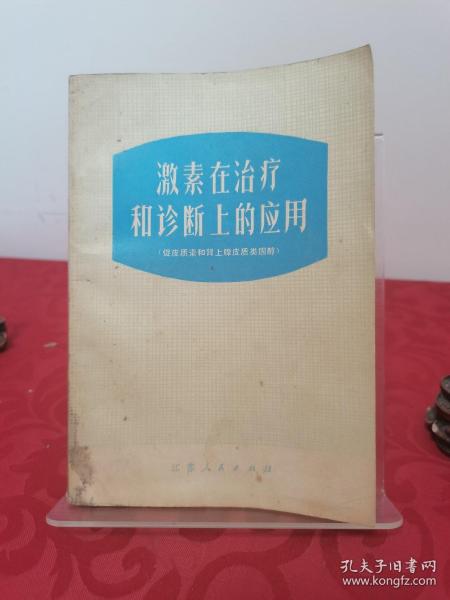 激素在治疗
和诊断上的应用
(促皮质素和肾上腺皮质类固醇)
江苏人民出版社
孔夫子旧书网
www.kongfz.com